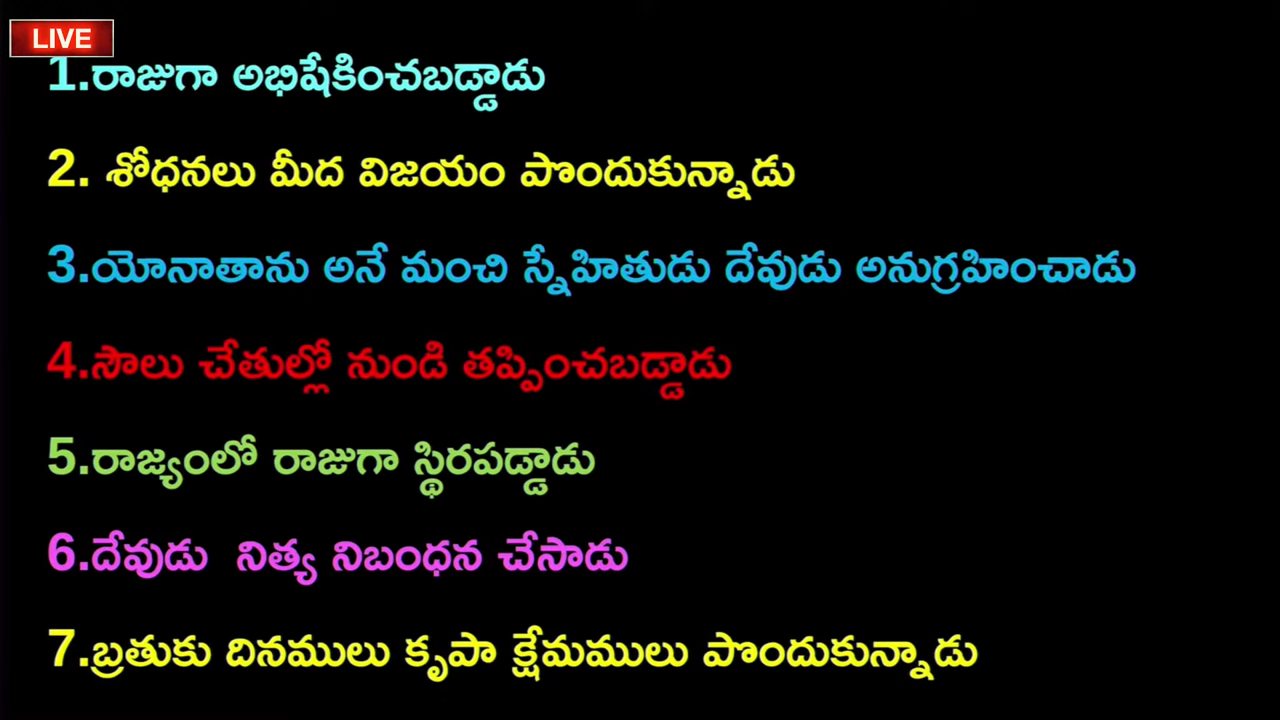 LIVE
1.రాజుగా అభిషేకించబడ్డాడు
2. శోధనలు మీద విజయం పొందుకున్నాడు
3.యోనాతాను అనే మంచి స్నేహితుడు దేవుడు అనుగ్రహించాడు
4.సౌలు చేతుల్లో నుండి తప్పించబడ్డాడు
5.రాజ్యంలో రాజుగా స్థిరపడ్డాడు
6.దేవుడు నిత్య నిబంధన చేసాడు
7.బ్రతుకు దినములు కృపా క్షేమములు పొందుకున్నాడు